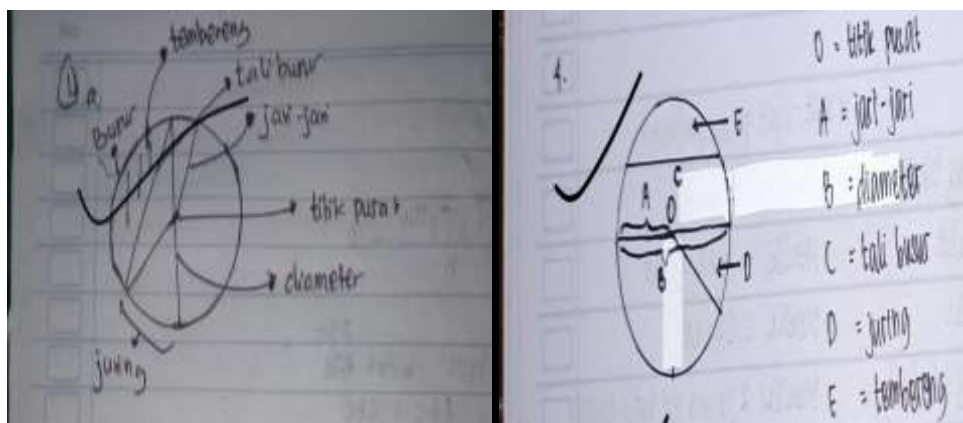 4 a.
tembereng
tali busur
Busur
jari-jari
titik pusat
diameter
juring
4.
O = titik pusat
A = jari-jari
B = diameter
C = tali busur
D = juring
E = tembereng
E
C
A
O
B
D